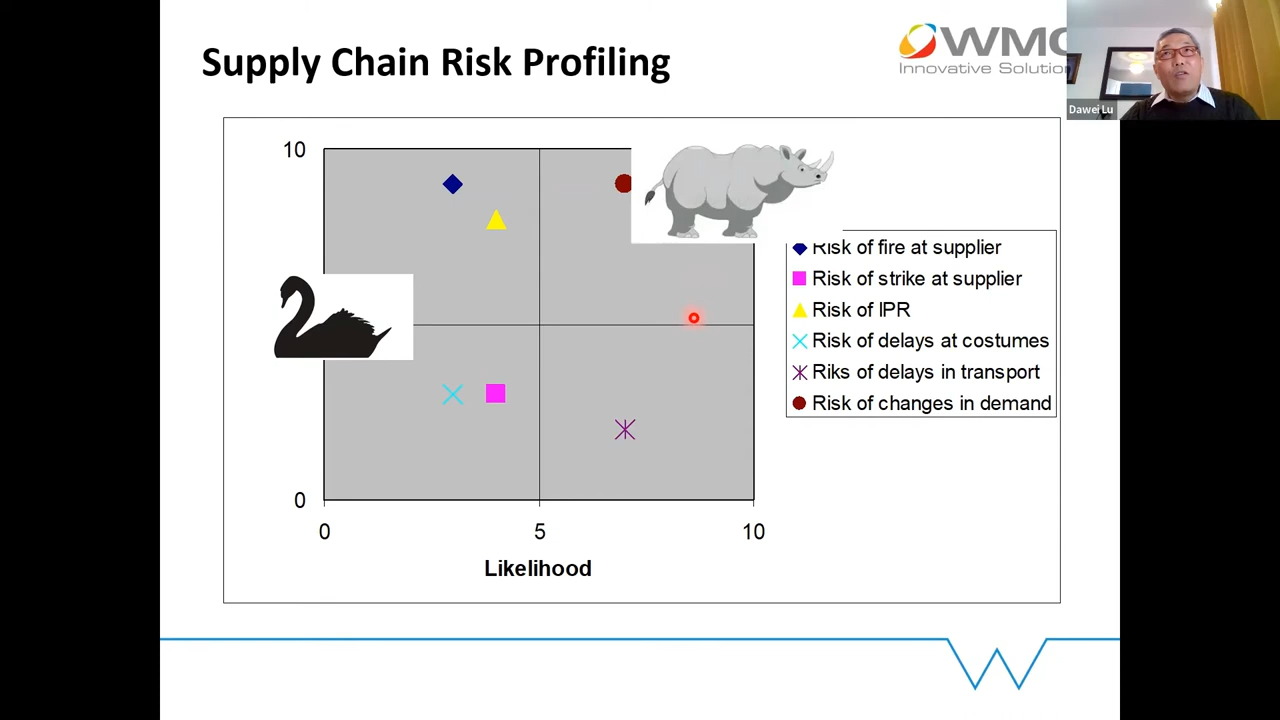 Supply Chain Risk Profiling
WMG
Innovative Solution
Dawei Lu
10
0
0 5 10
Likelihood
Risk of fire at supplier
Risk of strike at supplier
Risk of IPR
Risk of delays at costumes
Riks of delays in transport
Risk of changes in demand